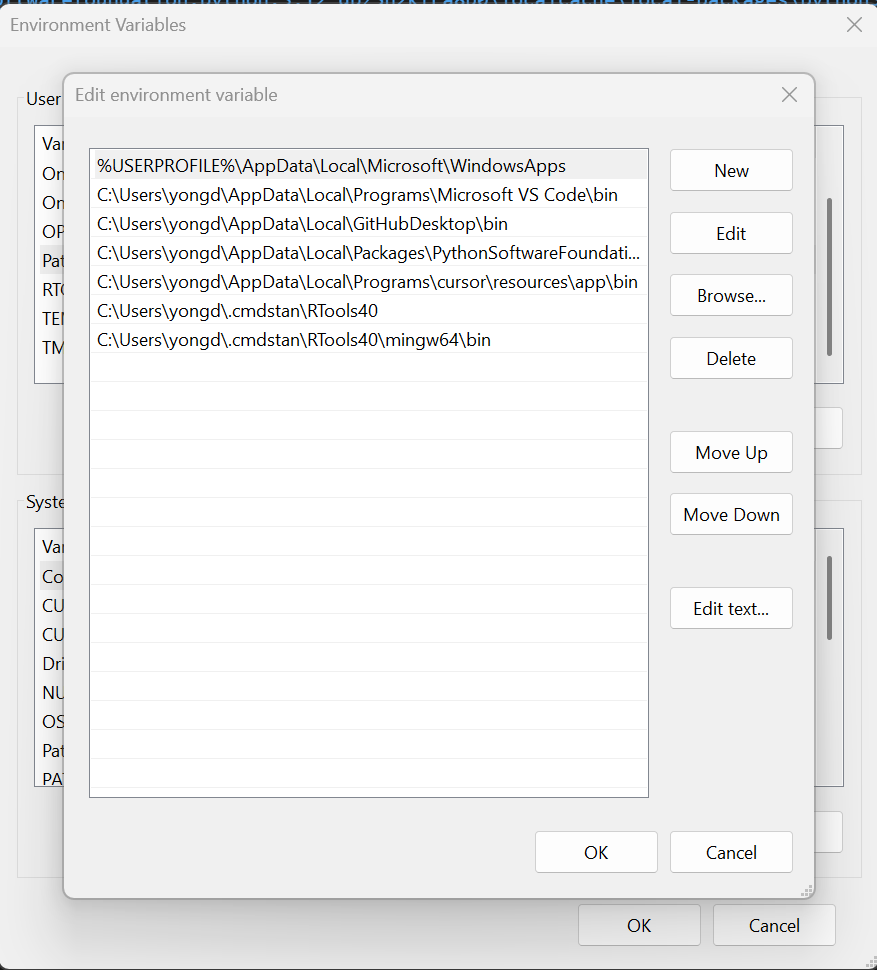 Environment Variables
User
Edit environment variable
%USERPROFILE%\AppData\Local\Microsoft\WindowsApps
C:\Users\yongd\AppData\Local\Programs\Microsoft VS Code\bin
C:\Users\yongd\AppData\Local\GitHubDesktop\bin
C:\Users\yongd\AppData\Local\Packages\PythonSoftwareFoundati...
C:\Users\yongd\AppData\Local\Programs\cursor\resources\app\bin
C:\Users\yongd\.cmdstan\RTools40
C:\Users\yongd\.cmdstan\RTools40\mingw64\bin
New
Edit
Browse...
Delete
Move Up
Move Down
Edit text...
OK
Cancel
Var
On
On
OP
Pat
RTO
TEM
TM
Syste
Var
Co
CU
CU
Dri
NU
OS
Pat
PA
OK
Cancel